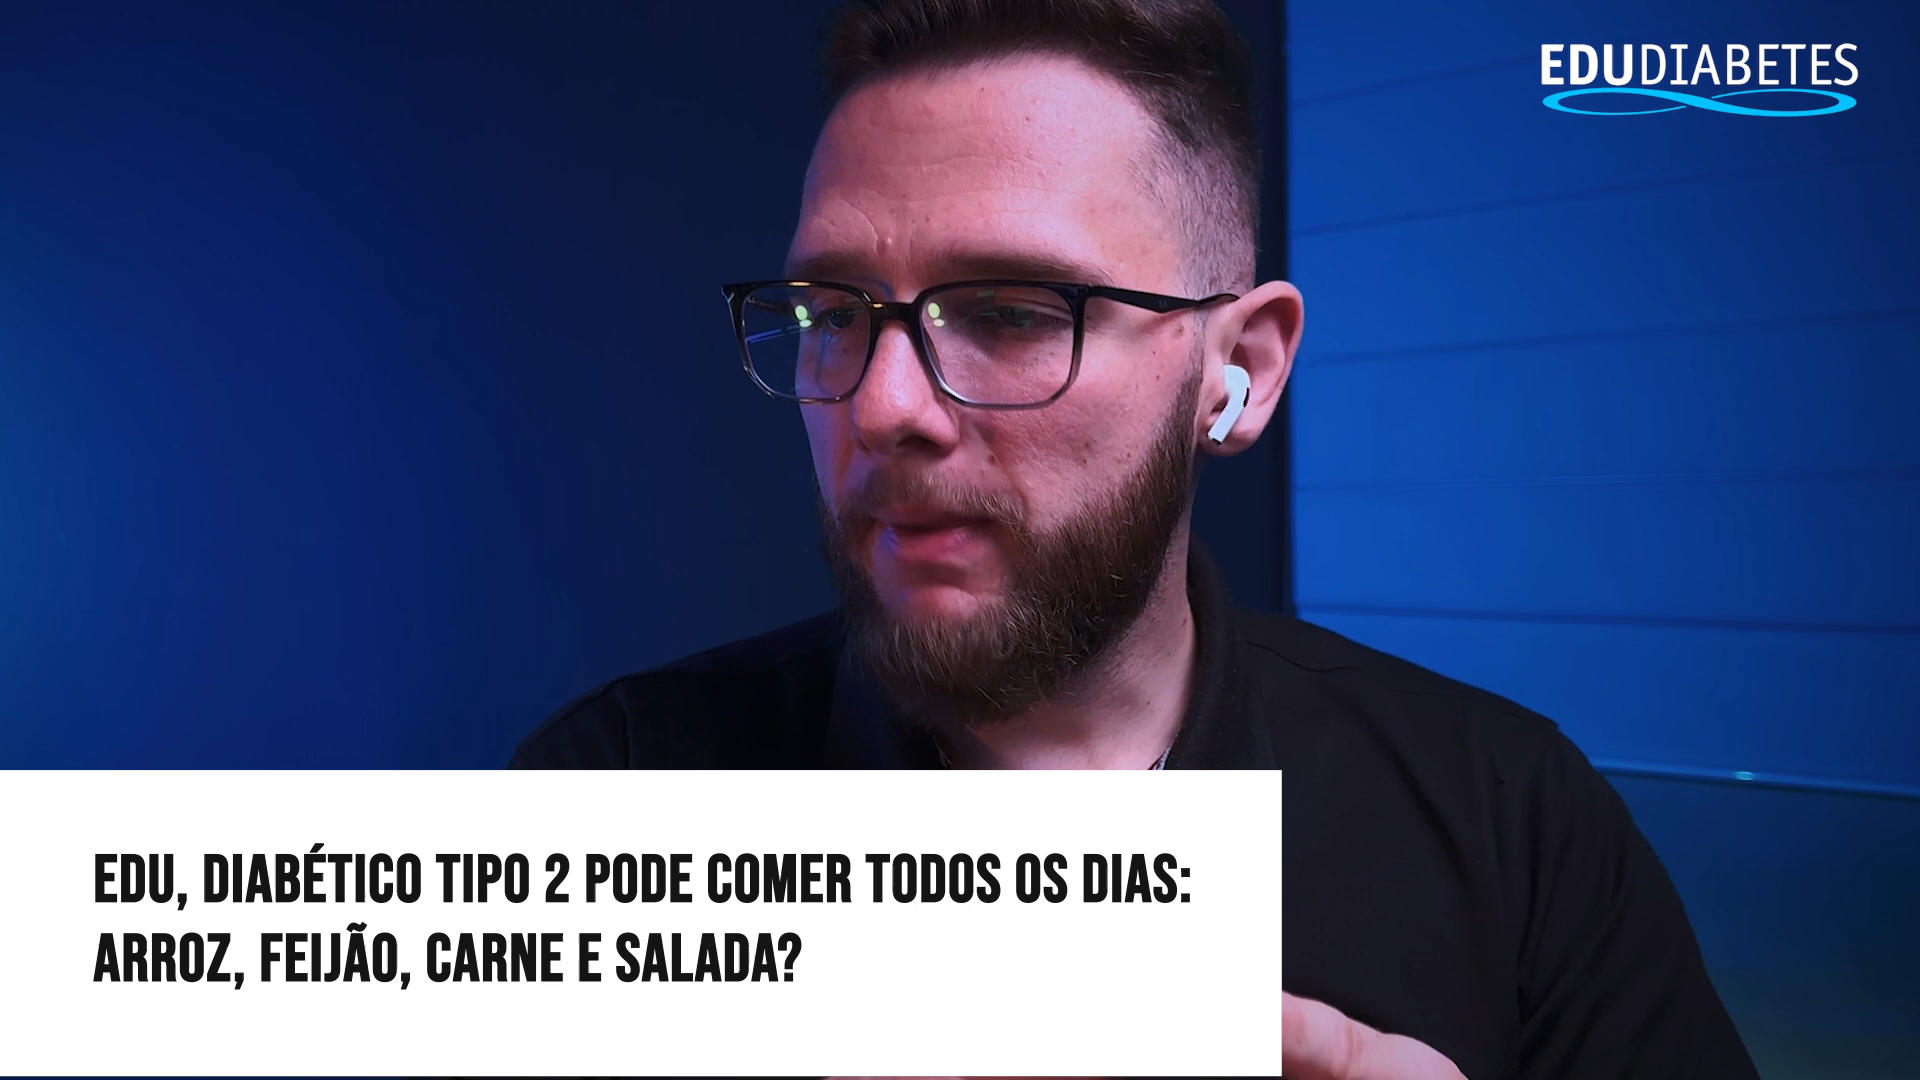 EDUDIABETES
EDU, DIABÉTICO TIPO 2 PODE COMER TODOS OS DIAS:
ARROZ, FEIJÃO, CARNE E SALADA?